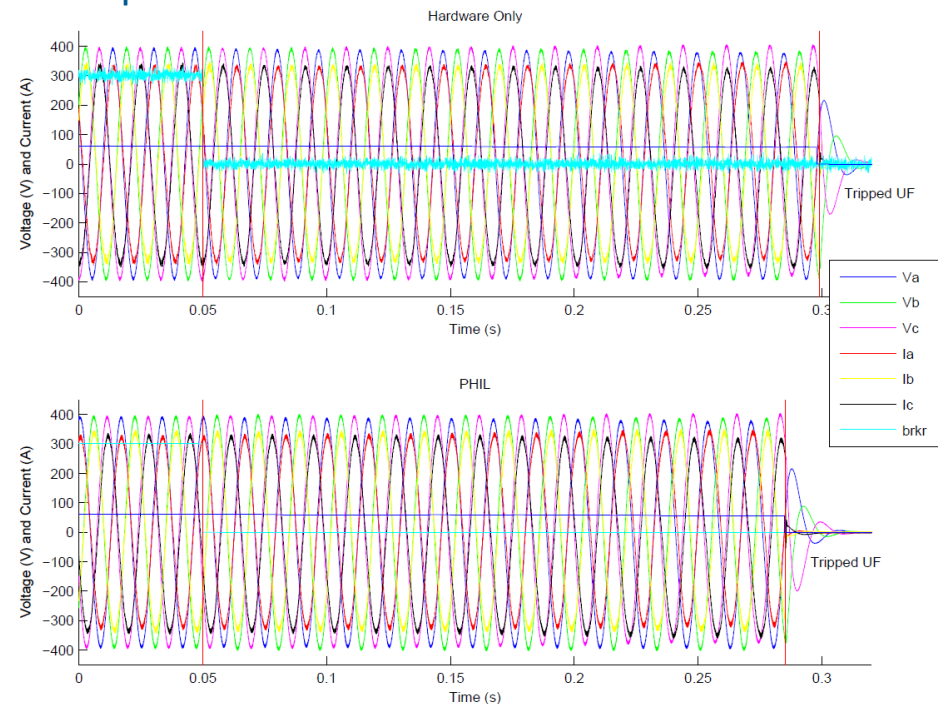 Hardware Only
Voltage (V) and Current (A)
400
300
200
100
0
−100
−200
−300
−400
Tripped UF
0
0.05
0.1
0.15
0.2
0.25
0.3
Time (s)
Va
Vb
Vc
Ia
Ib
Ic
brkr
PHIL
Voltage (V) and Current (A)
400
300
200
100
0
−100
−200
−300
−400
Tripped UF
0
0.05
0.1
0.15
0.2
0.25
0.3
Time (s)